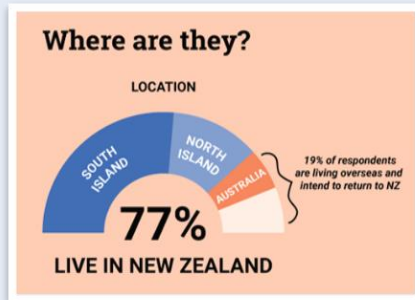 Where are they?
LOCATION
SOUTH
ISLAND
NORTH
ISLAND
AUSTRALIA
19% of respondents
are living overseas and
intend to return to NZ
77%
LIVE IN NEW ZEALAND